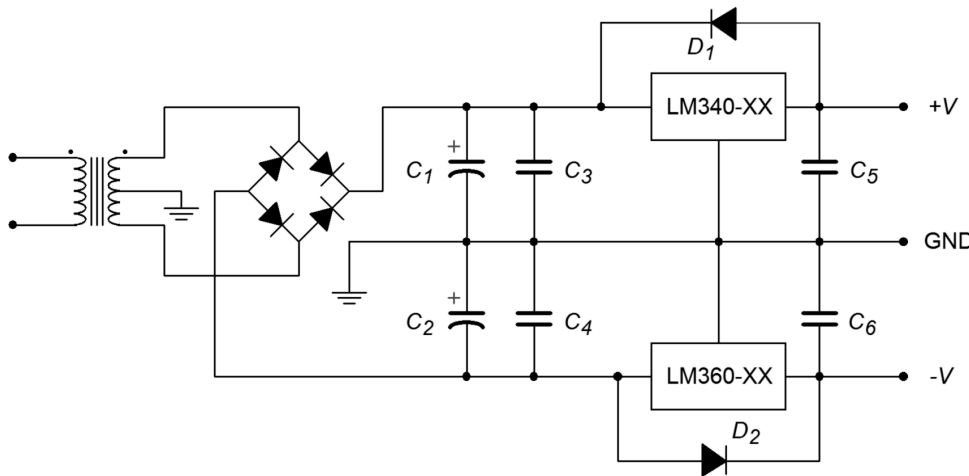 D1
LM340-XX
+V
+
C1
C3
C5
GND
+
C2
C4
C6
LM360-XX
-V
D2